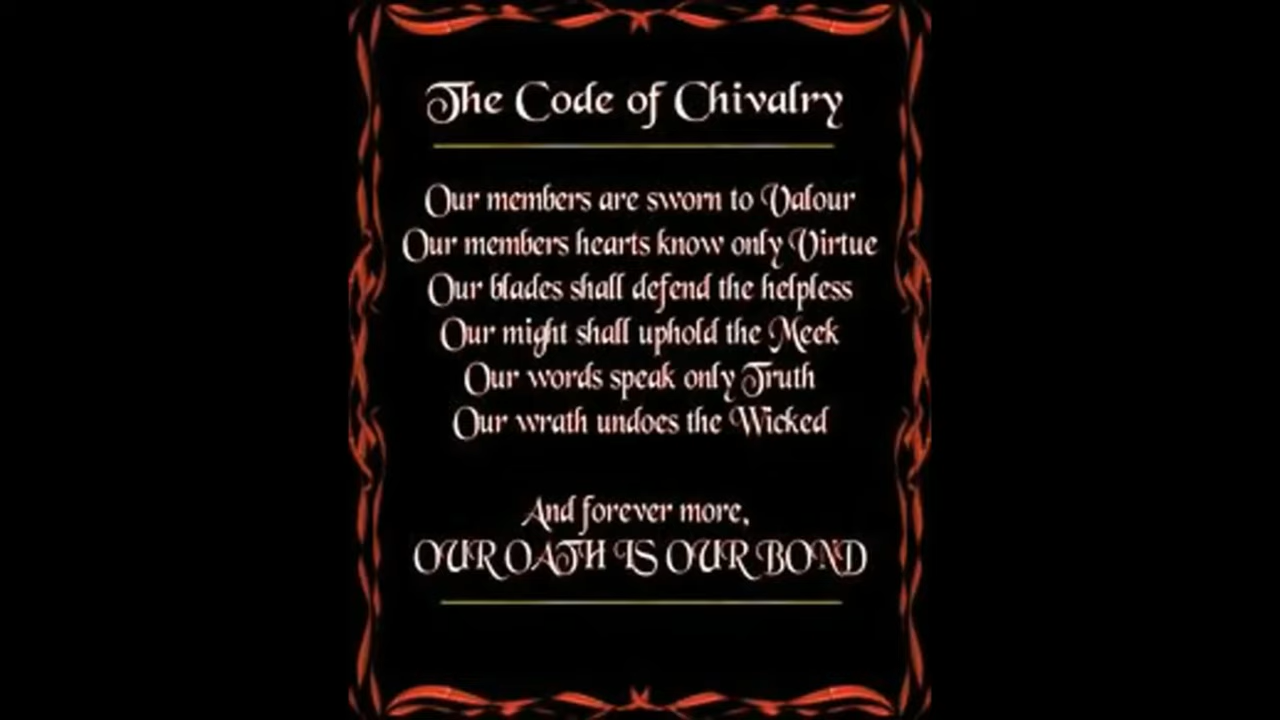 The Code of Chivalry
Our members are sworn to Valour
Our members hearts know only Virtue
Our blades shall defend the helpless
Our might shall uphold the Meek
Our words speak only Truth
Our wrath undoes the Wicked
And forever more,
OUR OATH IS OUR BOND